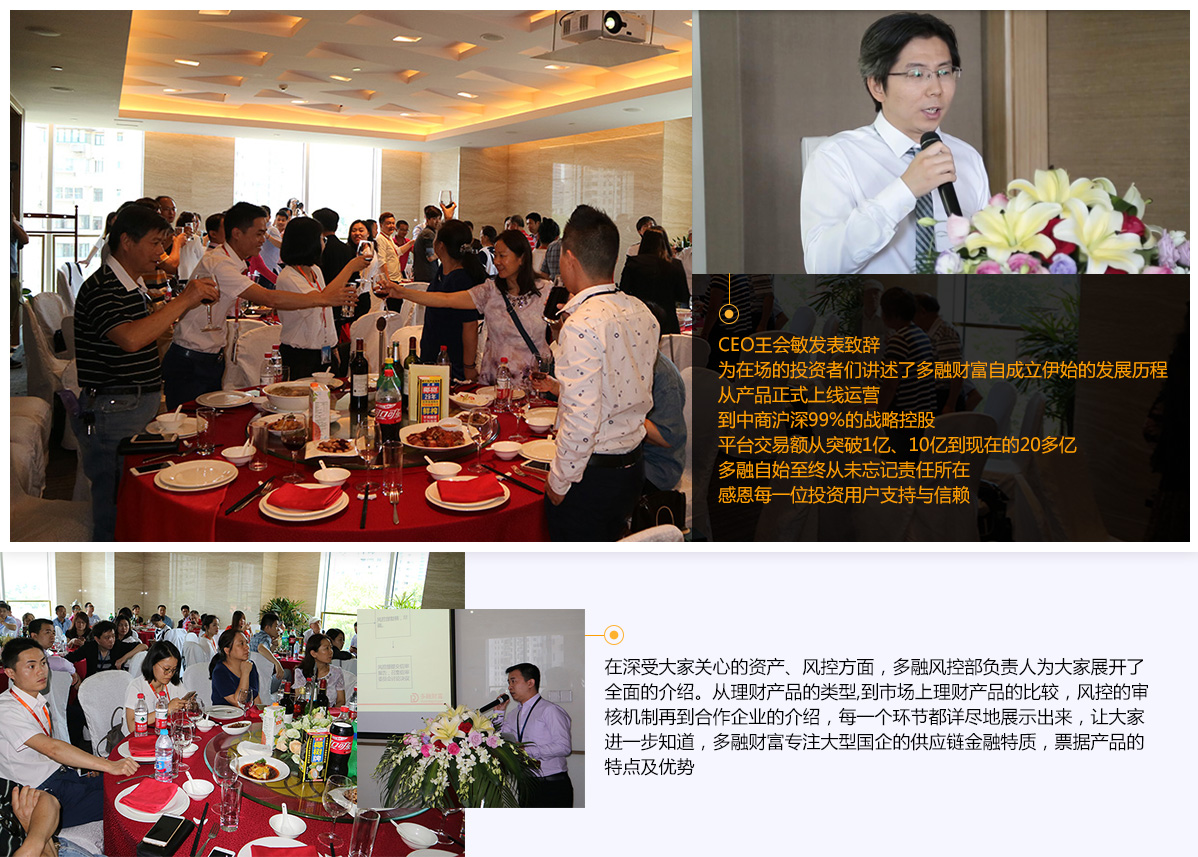 CEO王会敏发表致辞
为在场的投资者们讲述了多融财富自成立伊始的发展历程
从产品正式上线运营
到中商沪深99%的战略控股
平台交易额从突破1亿、10亿到现在的20多亿
多融自始至终从未忘记责任所在
感恩每一位投资用户支持与信赖
在深受大家关心的资产、风控方面，多融风控部负责人为大家展开了
全面的介绍。从理财产品的类型,到市场上理财产品的比较，风控的审
核机制再到合作企业的介绍，每一个环节都详尽地展示出来，让大家
进一步知道，多融财富专注大型国企的供应链金融特质，票据产品的
特点及优势